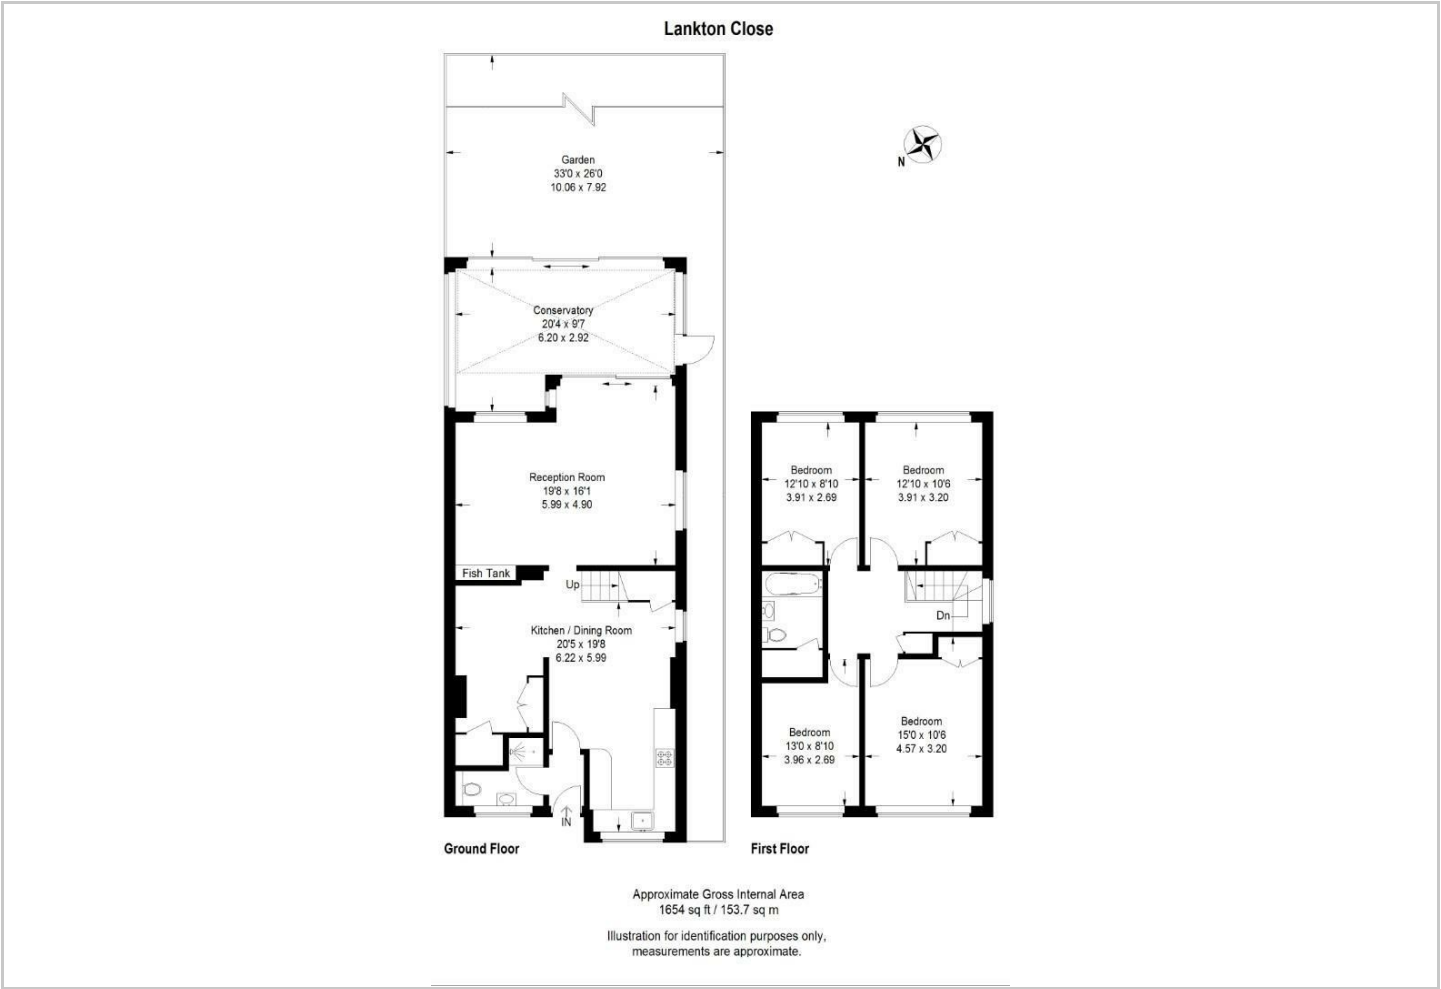 Lankton Close
Garden
33'0 x 26'0
10.06 x 7.92
N
Conservatory
20'4 x 9'7
6.20 x 2.92
Reception Room
19'8 x 16'1
5.99 x 4.90
Fish Tank
Up
Kitchen / Dining Room
20'5 x 19'8
6.22 x 5.99
IN
Ground Floor
Bedroom
12'10 x 8'10
3.91 x 2.69
Bedroom
12'10 x 10'6
3.91 x 3.20
Dn
Bedroom
13'0 x 8'10
3.96 x 2.69
Bedroom
15'0 x 10'6
4.57 x 3.20
First Floor
Approximate Gross Internal Area
1654 sq ft / 153.7 sq m
Illustration for identification purposes only,
measurements are approximate.